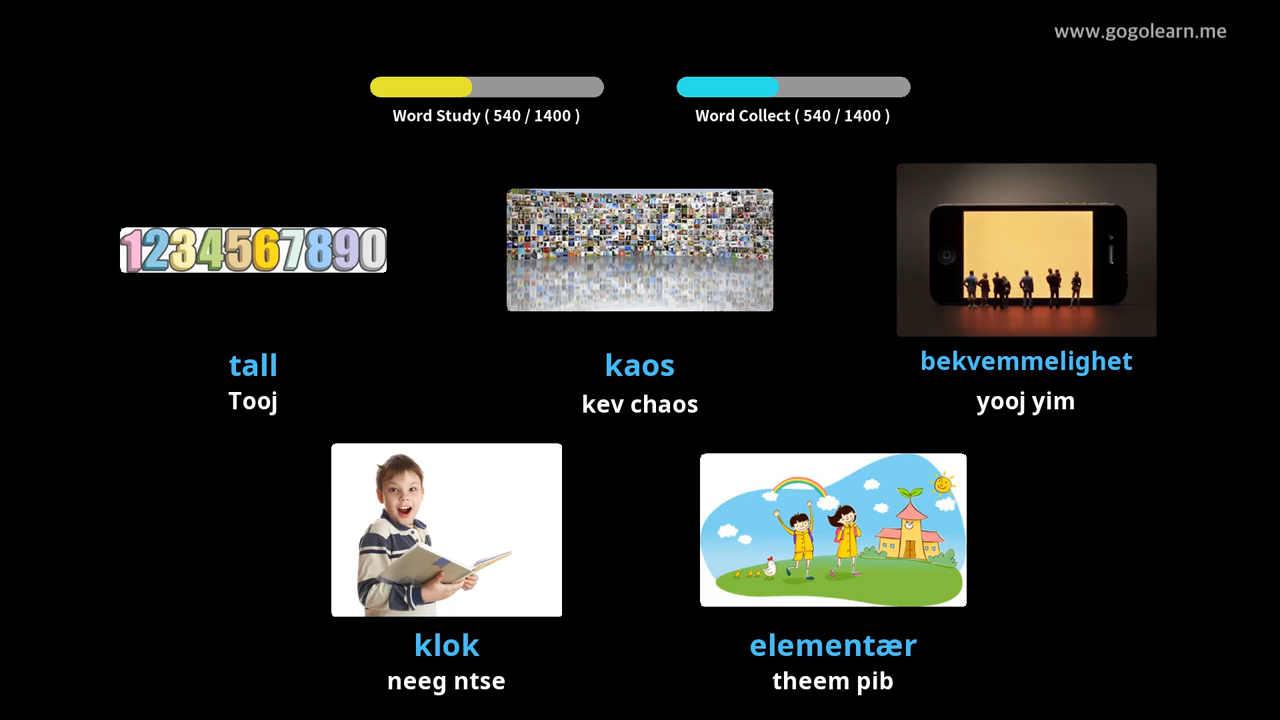 www.gogolearn.me
Word Study ( 540 / 1400 )
Word Collect ( 540 / 1400 )
1234567890
tall
Tooj
kaos
kev chaos
bekvemmelighet
yooj yim
klok
neeg ntse
elementær
theem pib